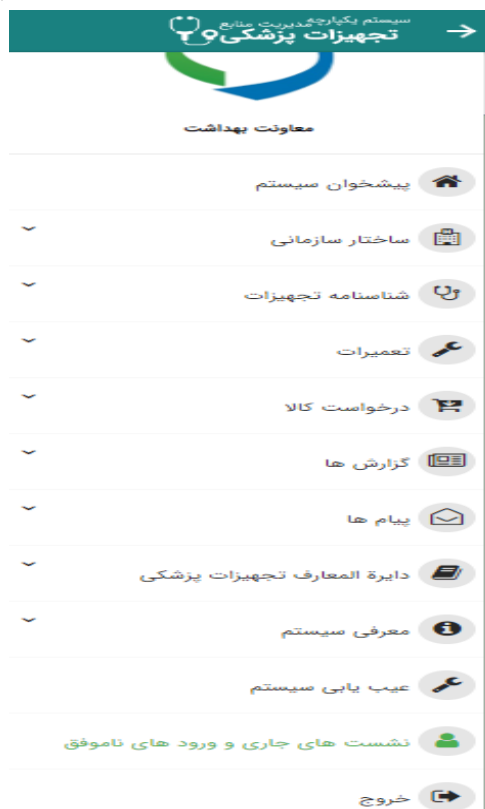 سیستم یکپارچه مدیریت منابع
تجهیزات پزشکی
معاونت بهداشت
پیشخوان سیستم
ساختار سازمانی
شناسنامه تجهیزات
تعمیرات
درخواست کالا
گزارش ها
پیام ها
دایرة المعارف تجهیزات پزشکی
معرفی سیستم
عیب یابی سیستم
نشست های جاری و ورود های ناموفق
خروج